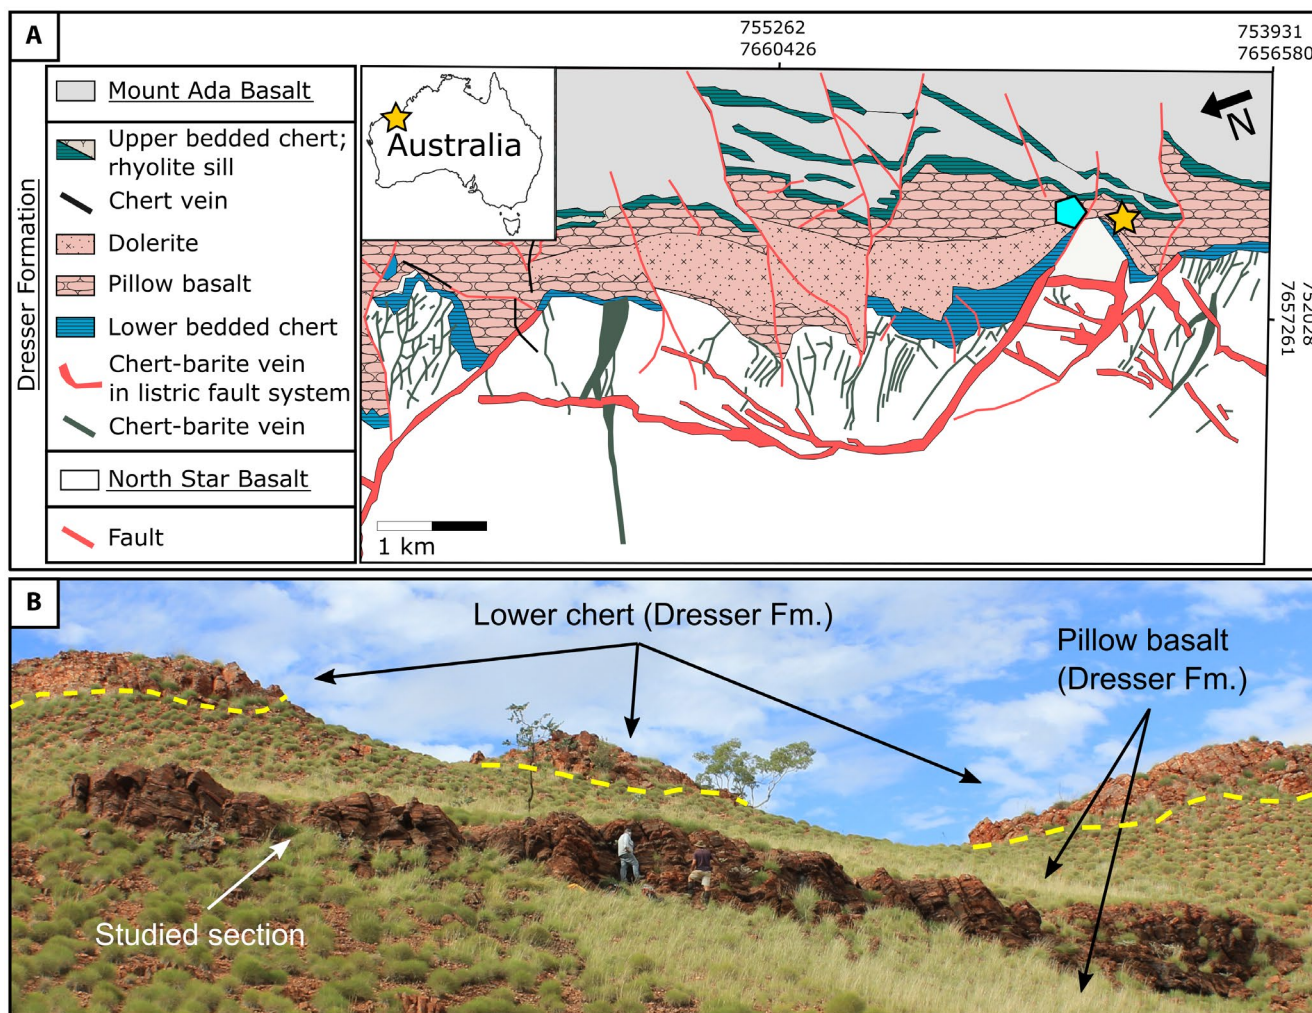 A
755262
7660426
753931
7656580
Dresser Formation
Mount Ada Basalt
Upper bedded chert;
rhyolite sill
Chert vein
Dolerite
Pillow basalt
Lower bedded chert
Chert-barite vein
in listric fault system
Chert-barite vein
North Star Basalt
Fault
Australia
N
7657261
1 km
B
Lower chert (Dresser Fm.)
Pillow basalt
(Dresser Fm.)
Studied section